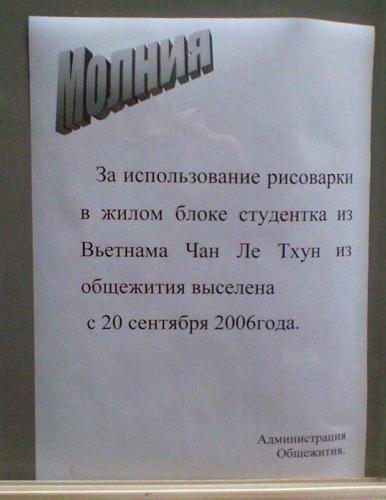 Молния
За использование рисоварки
в жилом блоке студентка из
Вьетнама Чан Ле Тхун из
общежития выселена
с 20 сентября 2006года.
Администрация
Общежития.